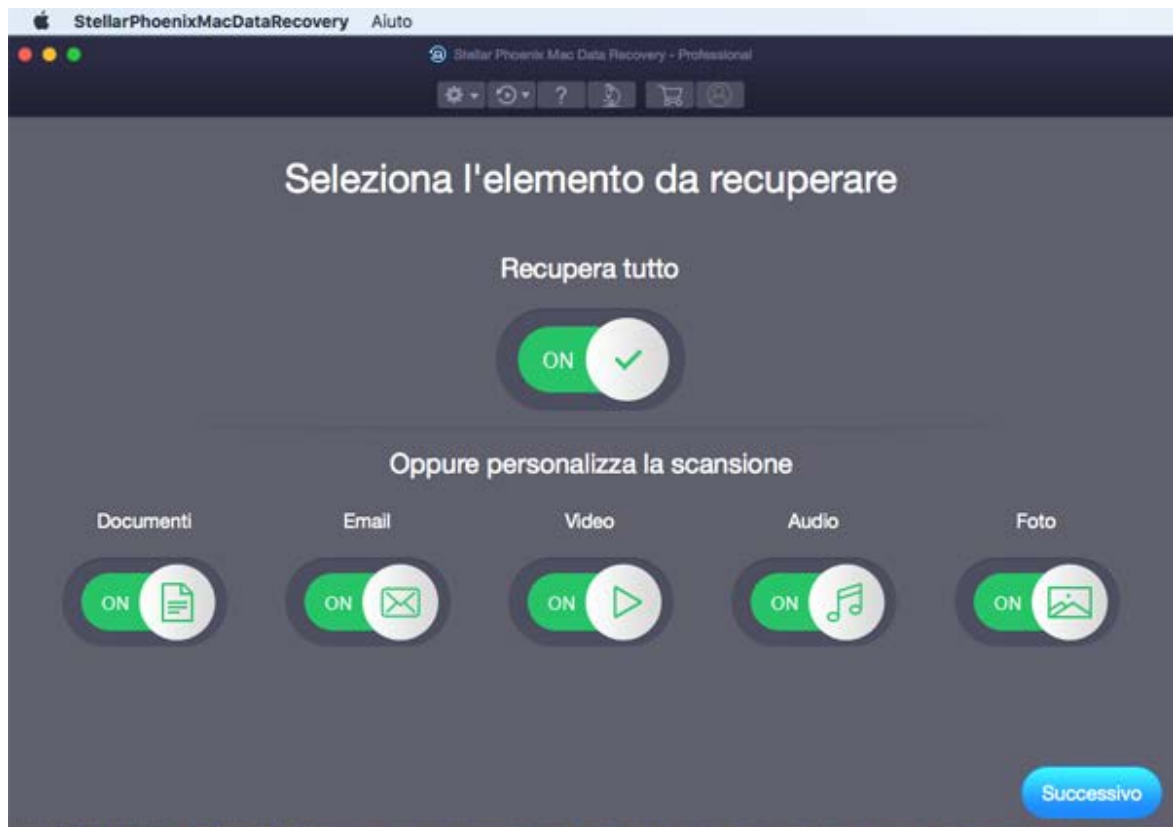 StellarPhoenixMacDataRecovery Aiuto
Stellar Phoenix Mac Data Recovery - Professional
?
Seleziona l'elemento da recuperare
Recupera tutto
ON
Oppure personalizza la scansione
Documenti Email Video Audio Foto
ON ON ON ON ON
Successivo